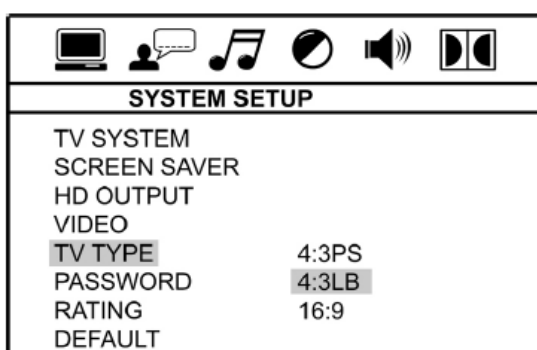 SYSTEM SETUP
TV SYSTEM
SCREEN SAVER
HD OUTPUT
VIDEO
TV TYPE 4:3PS
PASSWORD 4:3LB
RATING 16:9
DEFAULT